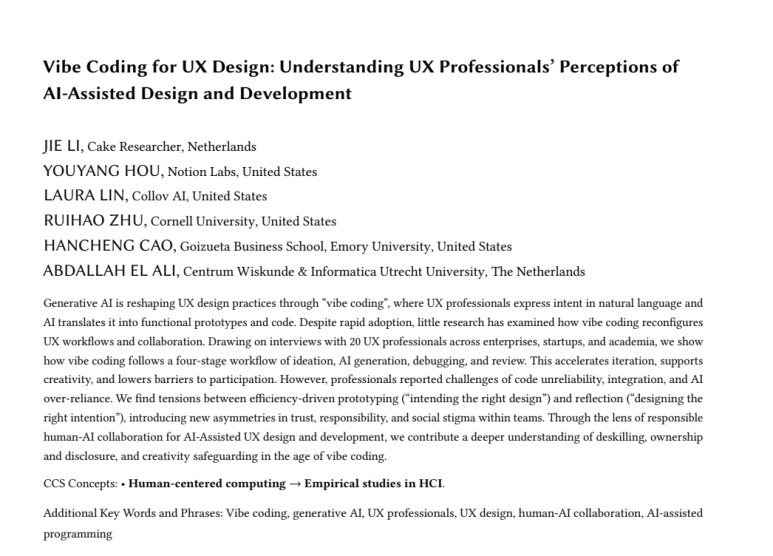 Vibe Coding for UX Design: Understanding UX Professionals’ Perceptions of
AI-Assisted Design and Development
JIE LI, Cake Researcher, Netherlands
YOUYANG HOU, Notion Labs, United States
LAURA LIN, Collov AI, United States
RUIHAO ZHU, Cornell University, United States
HANCHENG CAO, Goizueta Business School, Emory University, United States
ABDALLAH EL ALI, Centrum Wiskunde & Informatica Utrecht University, The Netherlands
Generative AI is reshaping UX design practices through “vibe coding”, where UX professionals express intent in natural language and
AI translates it into functional prototypes and code. Despite rapid adoption, little research has examined how vibe coding reconfigures
UX workflows and collaboration. Drawing on interviews with 20 UX professionals across enterprises, startups, and academia, we show
how vibe coding follows a four-stage workflow of ideation, AI generation, debugging, and review. This accelerates iteration, supports
creativity, and lowers barriers to participation. However, professionals reported challenges of code unreliability, integration, and AI
over-reliance. We find tensions between efficiency-driven prototyping (“intending the right design”) and reflection (“designing the
right intention”), introducing new asymmetries in trust, responsibility, and social stigma within teams. Through the lens of responsible
human-AI collaboration for AI-Assisted UX design and development, we contribute a deeper understanding of deskilling, ownership
and disclosure, and creativity safeguarding in the age of vibe coding.
CCS Concepts: • Human-centered computing → Empirical studies in HCI.
Additional Key Words and Phrases: Vibe coding, generative AI, UX professionals, UX design, human-AI collaboration, AI-assisted
programming